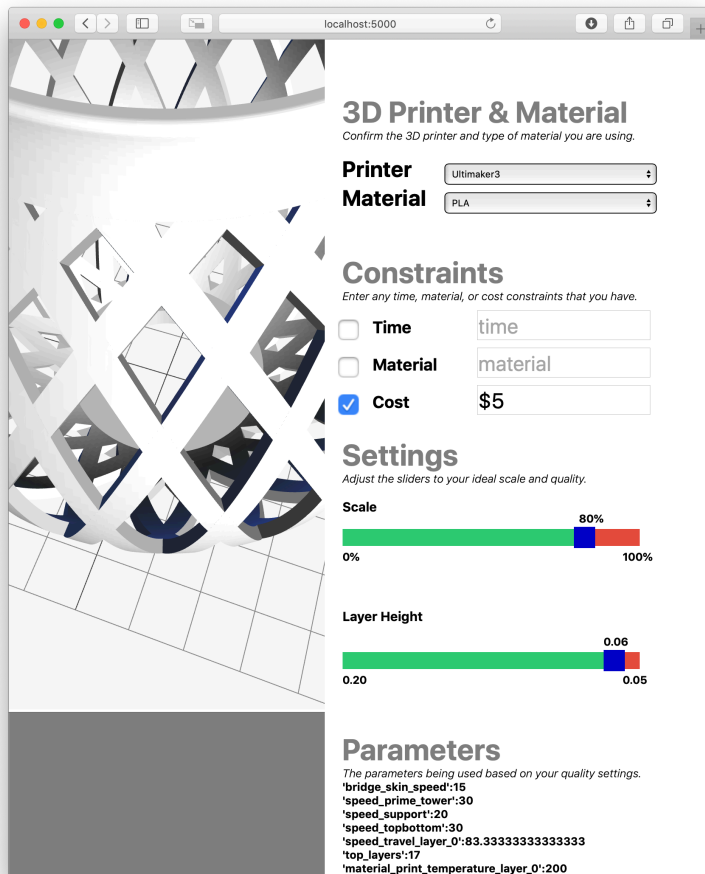 localhost:5000
3D Printer & Material
Confirm the 3D printer and type of material you are using.
Printer
Ultimaker3
Material
PLA
Constraints
Enter any time, material, or cost constraints that you have.
Time
time
Material
material
Cost
$5
Settings
Adjust the sliders to your ideal scale and quality.
Scale
80%
0% 100%
Layer Height
0.06
0.20 0.05
Parameters
The parameters being used based on your quality settings.
'bridge_skin_speed':15
'speed_prime_tower':30
'speed_support':20
'speed_topbottom':30
'speed_travel_layer_0':83.33333333333333
'top_layers':17
'material_print_temperature_layer_0':200